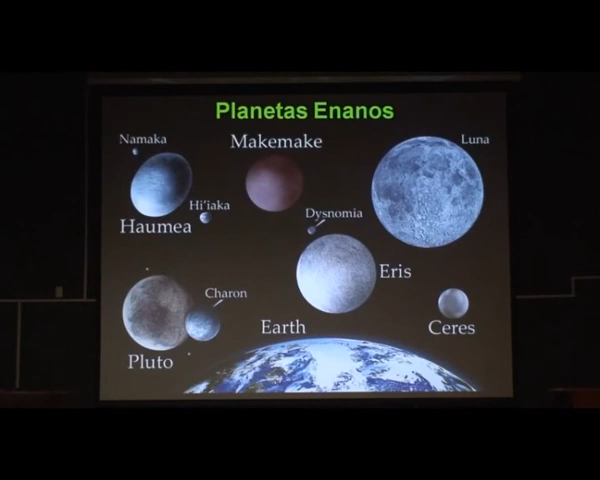 Planetas Enanos
Namaka
Makemake
Luna
Hi'iaka
Haumea
Dysnomia
Eris
Charon
Ceres
Earth
Pluto